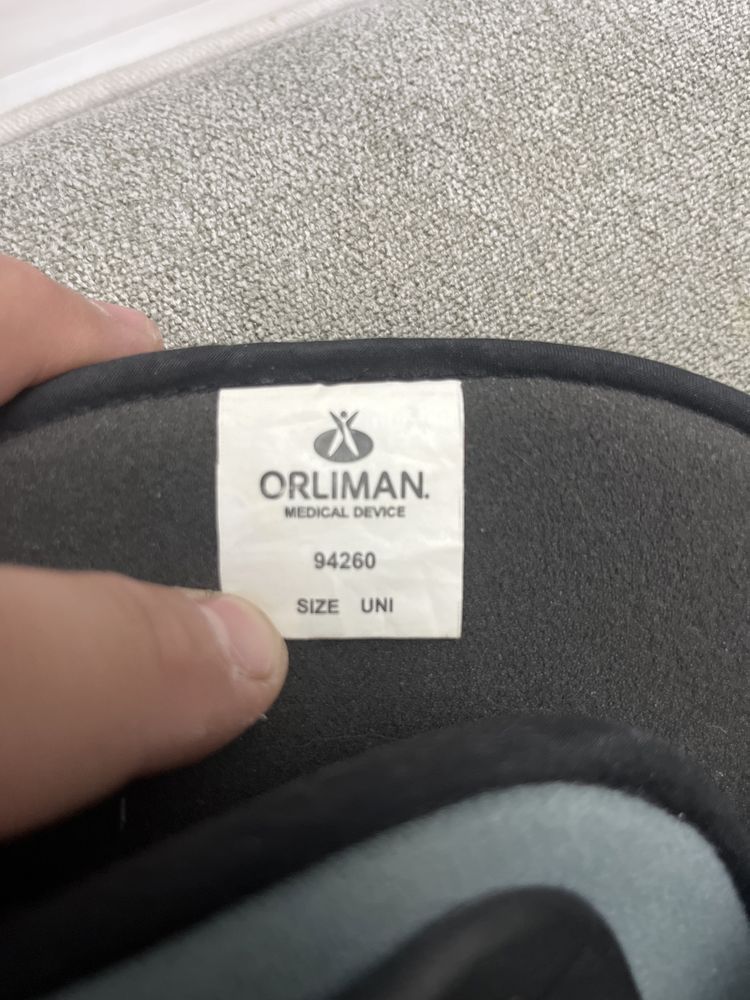 ORLIMAN.
MEDICAL DEVICE
94260
SIZE UNI